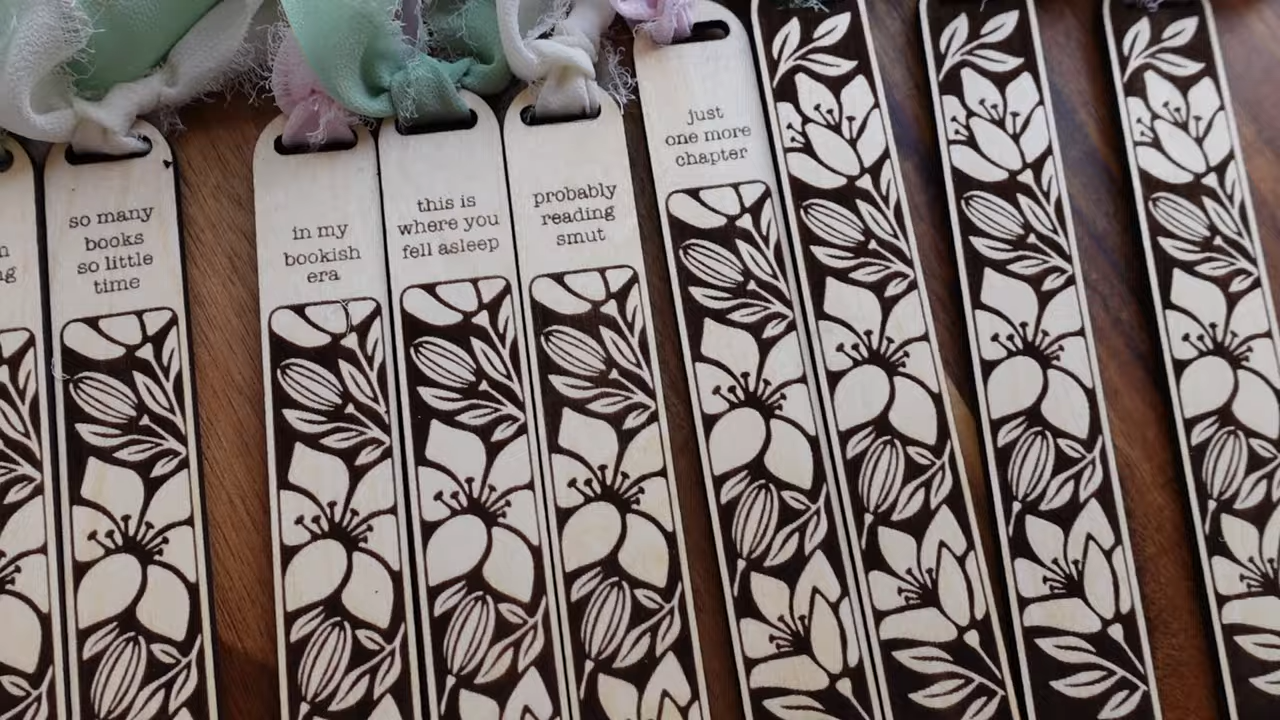 so many
books
so little
time
in my
bookish
era
this is
where you
fell asleep
probably
reading
smut
just
one more
chapter